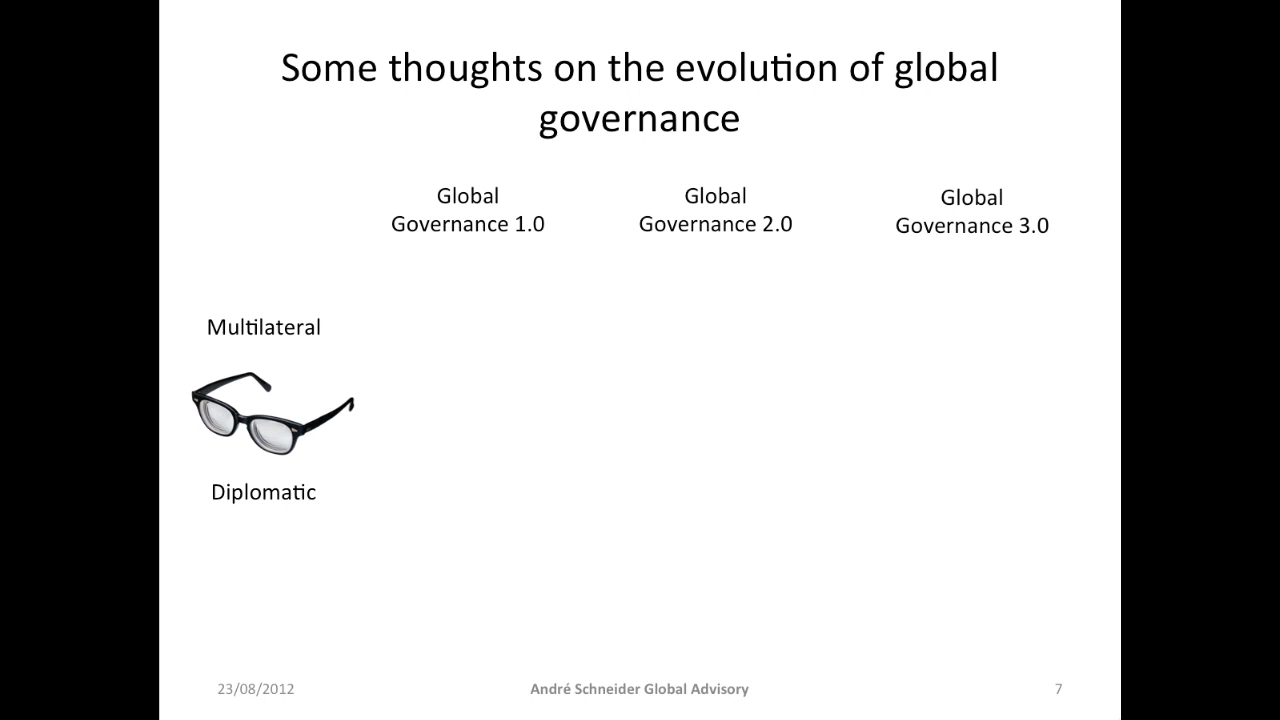 Some thoughts on the evolution of global
governance
Global
Governance 1.0
Global
Governance 2.0
Global
Governance 3.0
Multilateral
Diplomatic
23/08/2012
André Schneider Global Advisory
7